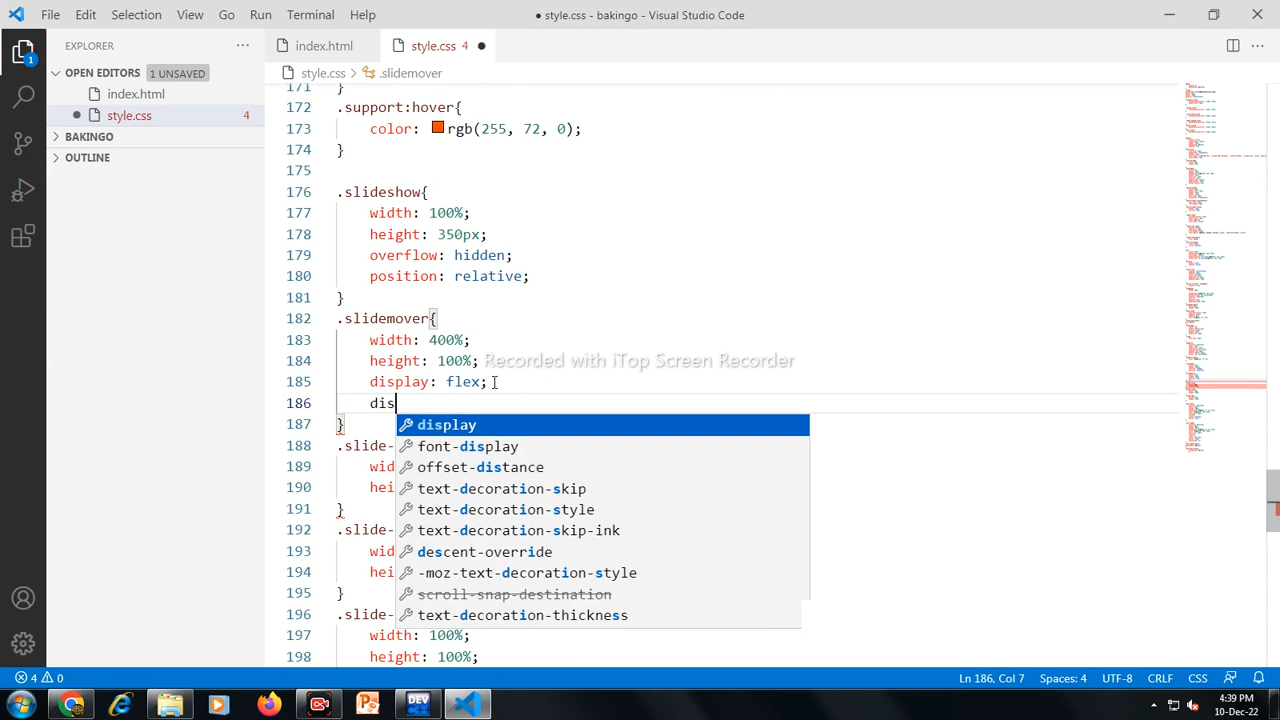 File Edit Selection View Go Run Terminal Help
● style.css - bakingo - Visual Studio Code
EXPLORER ···
OPEN EDITORS 1 UNSAVED
index.html
style.css 4
BAKINGO
OUTLINE
1
index.html style.css 4 ●
style.css > .slidemover
171
172 .support:hover{
173 color: rgb(235, 72, 0);
174
175
176 .slideshow{
177 width: 100%;
178 height: 350px;
179 overflow: hidden;
180 position: relative;
181
182 .slidemover{
183 width: 400%;
184 height: 100%;
185 display: flex;
186 dis
187 }
188 .slide-
189 wid
190 hei
191 }
192 .slide-
193 wid
194 hei
195 }
196 .slide-
197 width: 100%;
198 height: 100%;
display
font-display
offset-distance
text-decoration-skip
text-decoration-style
text-decoration-skip-ink
descent-override
-moz-text-decoration-style
scroll-snap-destination
text-decoration-thickness
Recorded with iTop Screen Recorder
4 0 Ln 186, Col 7 Spaces: 4 UTF-8 CRLF CSS
DEV
4:39 PM
10-Dec-22